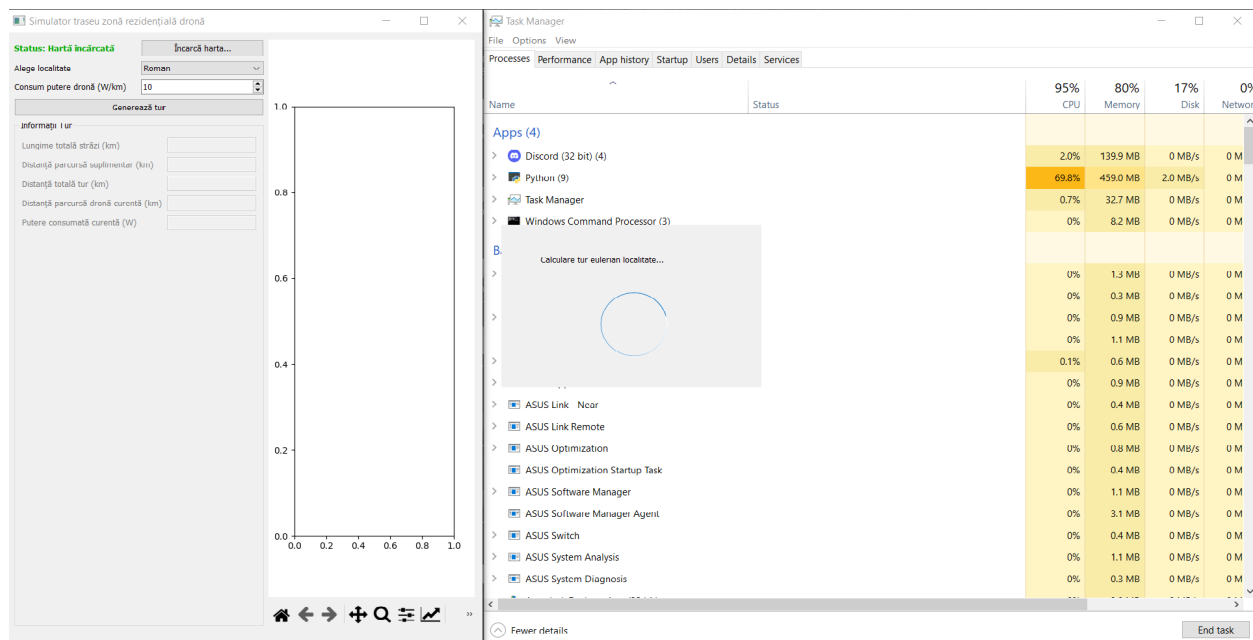 Simulator traseu zonă rezidențială dronă
Status: Hartă încărcată
Încarcă harta...
Alege localitate
Roman
Consum putere dronă (W/km)
10
Generează tur
Informații Tur
Lungime totală străzi (km)
Distanță parcursă suplimentar (km)
Distanță totală tur (km)
Distanță parcursă dronă curentă (km)
Putere consumată curentă (W)
1.0
0.8
0.6
0.4
0.2
0.0
0.0 0.2 0.4 0.6 0.8 1.0
Task Manager
File Options View
Processes Performance App history Startup Users Details Services
95% 80% 17% 0%
Name Status CPU Memory Disk Networ
Apps (4)
Discord (32 bit) (4) 2.0% 139.9 MB 0 MB/s 0 M
Python (9) 69.8% 459.0 MB 2.0 MB/s 0 M
Task Manager 0.7% 32.7 MB 0 MB/s 0 M
Windows Command Processor (3) 0% 8.2 MB 0 MB/s 0 M
Calculare tur eulerian localitate...
0% 1.3 MB 0 MB/s 0 M
0% 0.3 MB 0 MB/s 0 M
0% 0.9 MB 0 MB/s 0 M
0% 1.1 MB 0 MB/s 0 M
0.1% 0.6 MB 0 MB/s 0 M
0% 0.9 MB 0 MB/s 0 M
ASUS Link Near 0% 0.4 MB 0 MB/s 0 M
ASUS Link Remote 0% 0.6 MB 0 MB/s 0 M
ASUS Optimization 0% 0.8 MB 0 MB/s 0 M
ASUS Optimization Startup Task 0% 0.4 MB 0 MB/s 0 M
ASUS Software Manager 0% 1.1 MB 0 MB/s 0 M
ASUS Software Manager Agent 0% 3.1 MB 0 MB/s 0 M
ASUS Switch 0% 0.4 MB 0 MB/s 0 M
ASUS System Analysis 0% 1.1 MB 0 MB/s 0 M
ASUS System Diagnosis 0% 0.3 MB 0 MB/s 0 M
Fewer details
End task